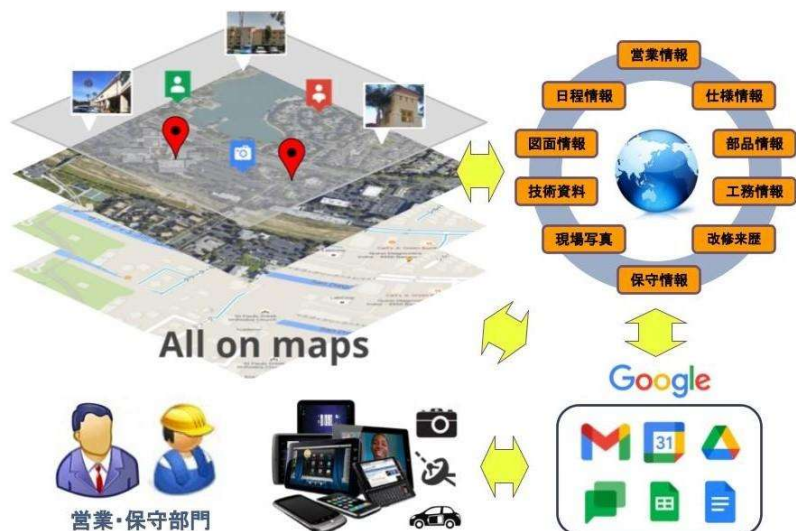 営業情報
日程情報
仕様情報
図面情報
部品情報
技術資料
工務情報
現場写真
改修来歴
保守情報
All on maps
Google
31
営業・保守部門